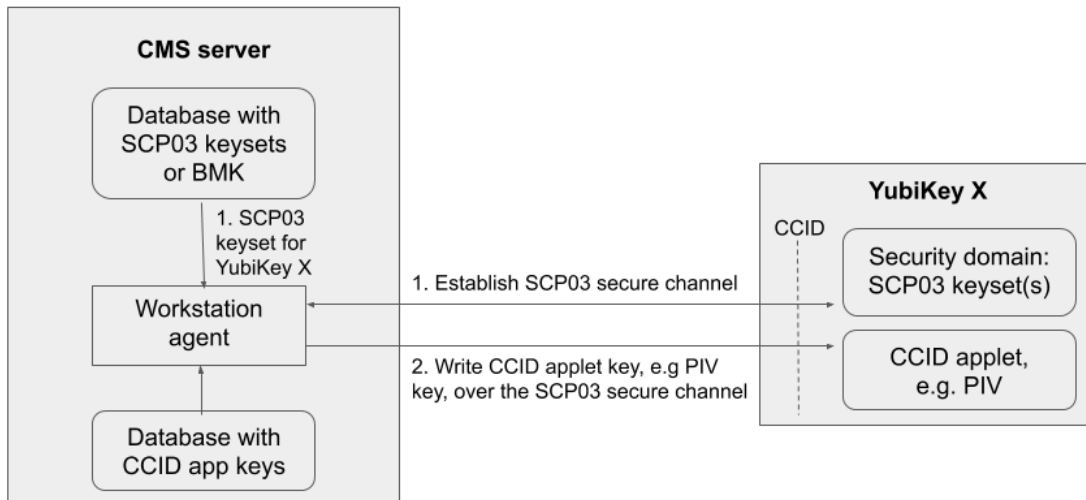 CMS server
Database with
SCP03 keysets
or BMK
1. SCP03
keyset for
YubiKey X
Workstation
agent
Database with
CCID app keys
1. Establish SCP03 secure channel
2. Write CCID applet key, e.g PIV
key, over the SCP03 secure channel
YubiKey X
CCID
Security domain:
SCP03 keyset(s)
CCID applet,
e.g. PIV